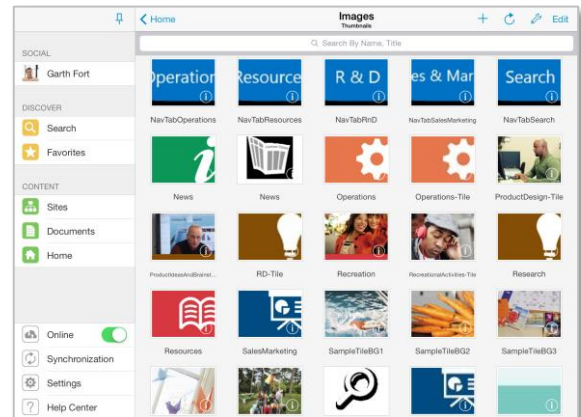 Home
Images
Thumbnails
Edit
Search By Name, Title
SOCIAL
Garth Fort
DISCOVER
Search
Favorites
CONTENT
Sites
Documents
Home
Online
Synchronization
Settings
Help Center
Operation
Resource
R & D
es & Mar
Search
NavTabOperations
NavTabResources
NavTabRnD
NavTabSalesMarketing
NavTabSearch
News
News
Operations
Operations-Tile
ProductDesign-Tile
ProductIdeasAndBrainst...
RD-Tile
Recreation
RecreationalActivities-Tile
Research
Resources
SalesMarketing
SampleTileBG1
SampleTileBG2
SampleTileBG3